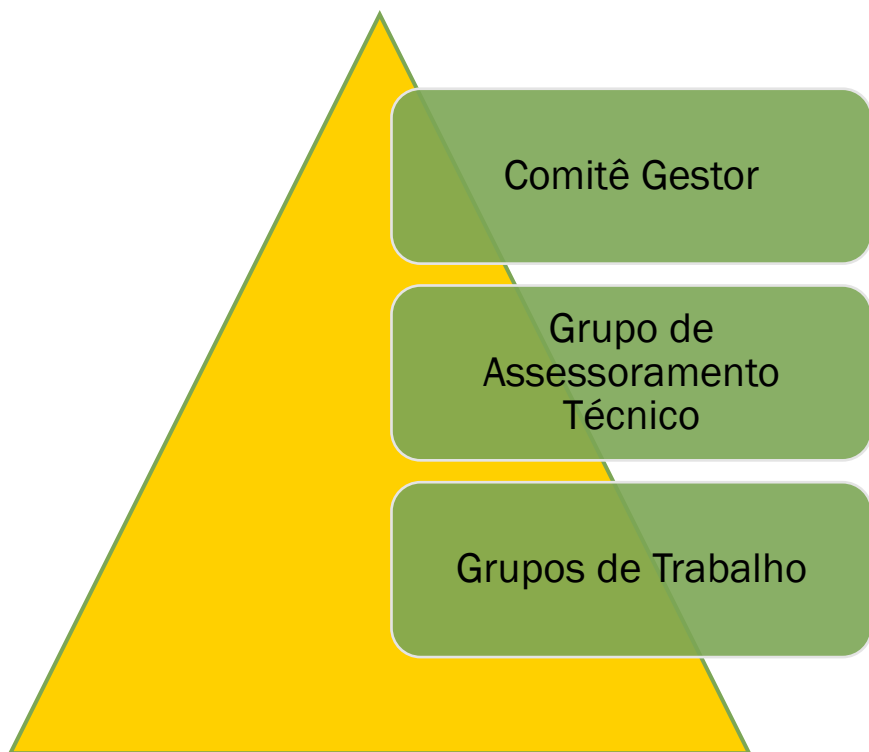 Comitê Gestor
Grupo de
Assessoramento
Técnico
Grupos de Trabalho